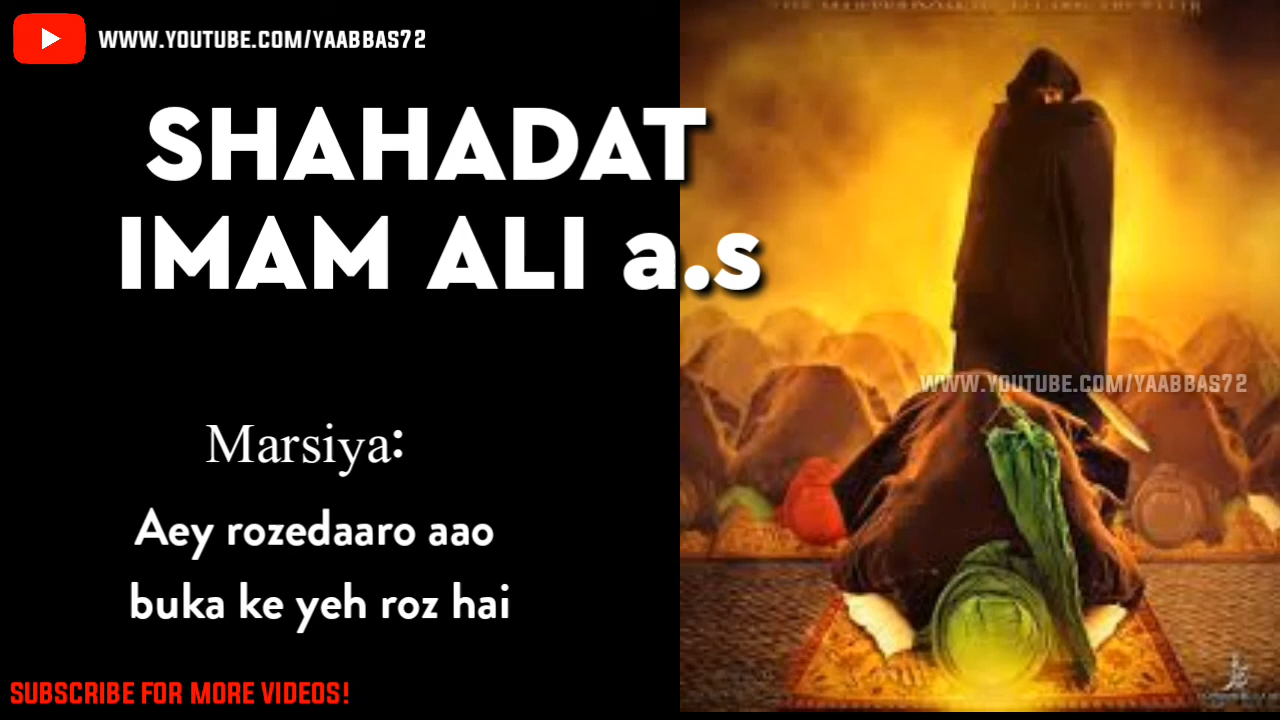 WWW.YOUTUBE.COM/YAABBAS72
SHAHADAT
IMAM ALI a.s
WWW.YOUTUBE.COM/YAABBAS72
Marsiya:
Aey rozedaaro aao
buka ke yeh roz hai
SUBSCRIBE FOR MORE VIDEOS!